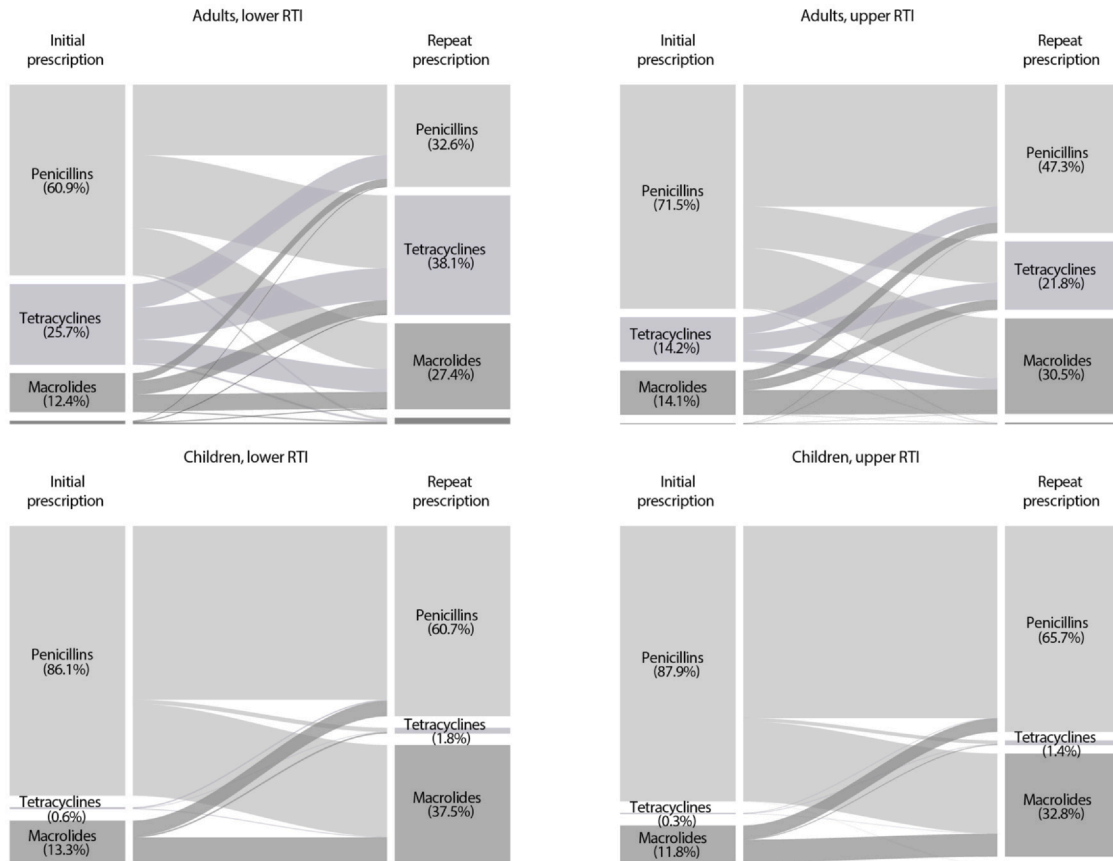 Adults, lower RTI
Initial
prescription
Repeat
prescription
Penicillins
(60.9%)
Tetracyclines
(25.7%)
Macrolides
(12.4%)
Penicillins
(32.6%)
Tetracyclines
(38.1%)
Macrolides
(27.4%)
Adults, upper RTI
Initial
prescription
Repeat
prescription
Penicillins
(71.5%)
Tetracyclines
(14.2%)
Macrolides
(14.1%)
Penicillins
(47.3%)
Tetracyclines
(21.8%)
Macrolides
(30.5%)
Children, lower RTI
Initial
prescription
Repeat
prescription
Penicillins
(86.1%)
Tetracyclines
(0.6%)
Macrolides
(13.3%)
Penicillins
(60.7%)
Tetracyclines
(1.8%)
Macrolides
(37.5%)
Children, upper RTI
Initial
prescription
Repeat
prescription
Penicillins
(87.9%)
Tetracyclines
(0.3%)
Macrolides
(11.8%)
Penicillins
(65.7%)
Tetracyclines
(1.4%)
Macrolides
(32.8%)